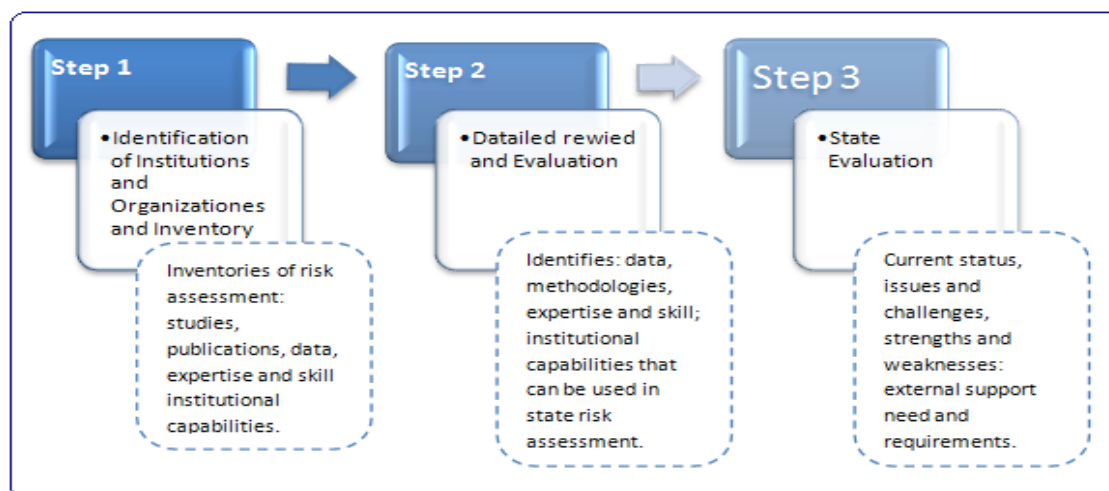 Step 1
•Identification
of Institutions
and
Organizationes
and Inventory
Inventories of risk
assessment:
studies,
publications, data,
expertise and skill
institutional
capabilities.
Step 2
•Datailed rewied
and Evaluation
Identifies: data,
methodologies,
expertise and skill;
institutional
capabilities that
can be used in
state risk
assessment.
Step 3
•State
Evaluation
Current status,
issues and
challenges,
strengths and
weaknesses:
external support
need and
requirements.